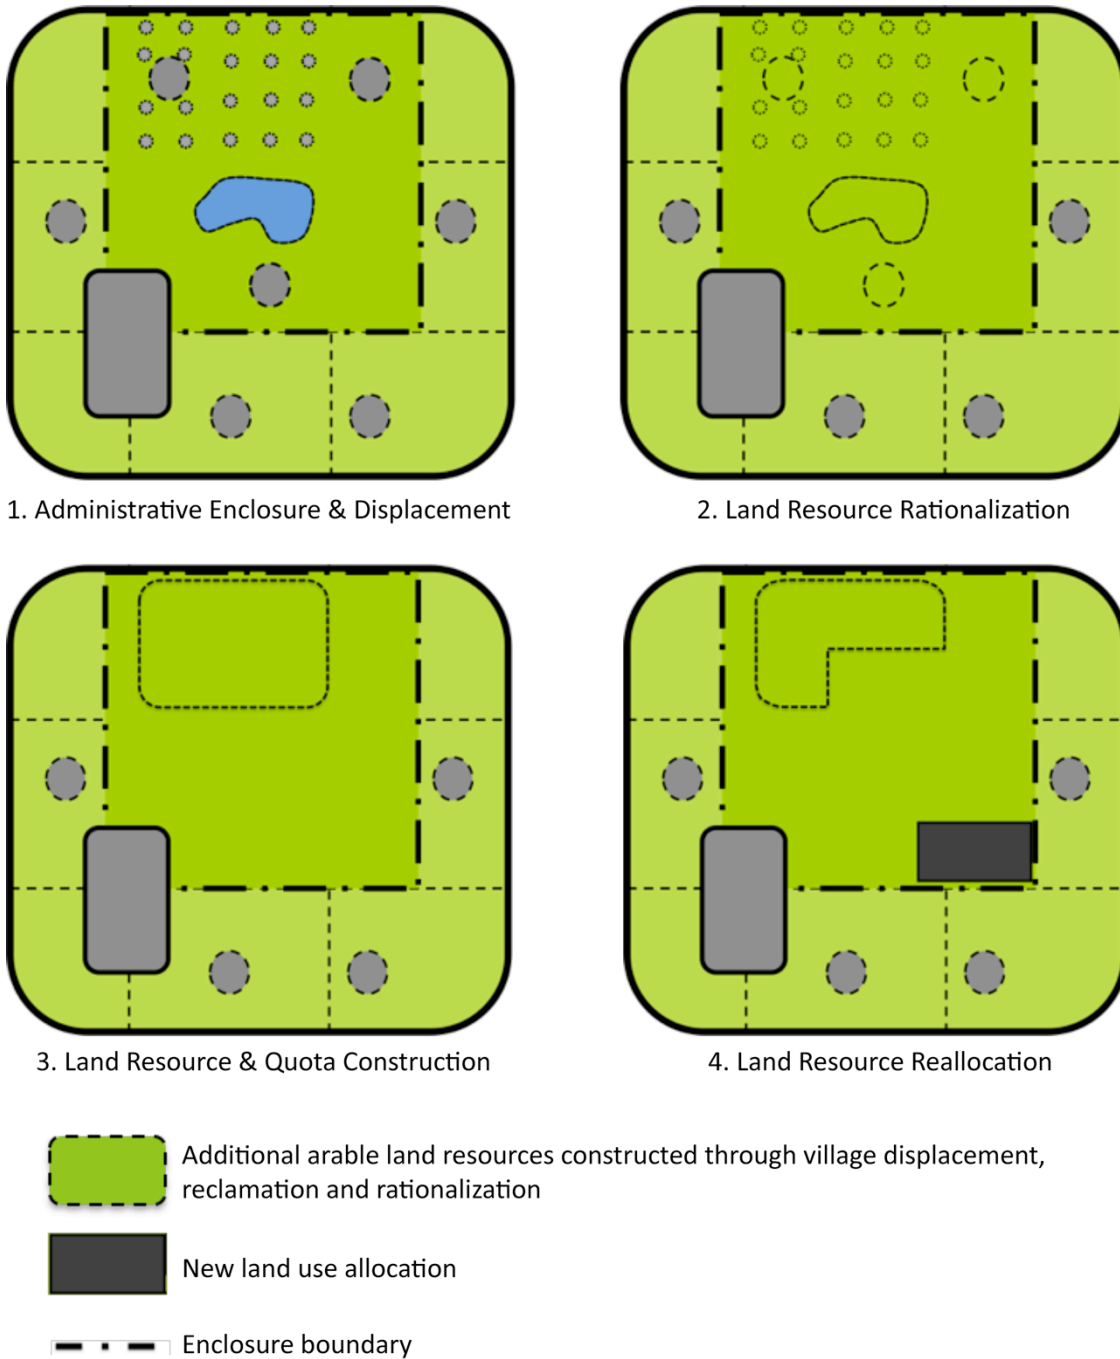 1. Administrative Enclosure & Displacement
2. Land Resource Rationalization
3. Land Resource & Quota Construction
4. Land Resource Reallocation
Additional arable land resources constructed through village displacement,
reclamation and rationalization
New land use allocation
Enclosure boundary